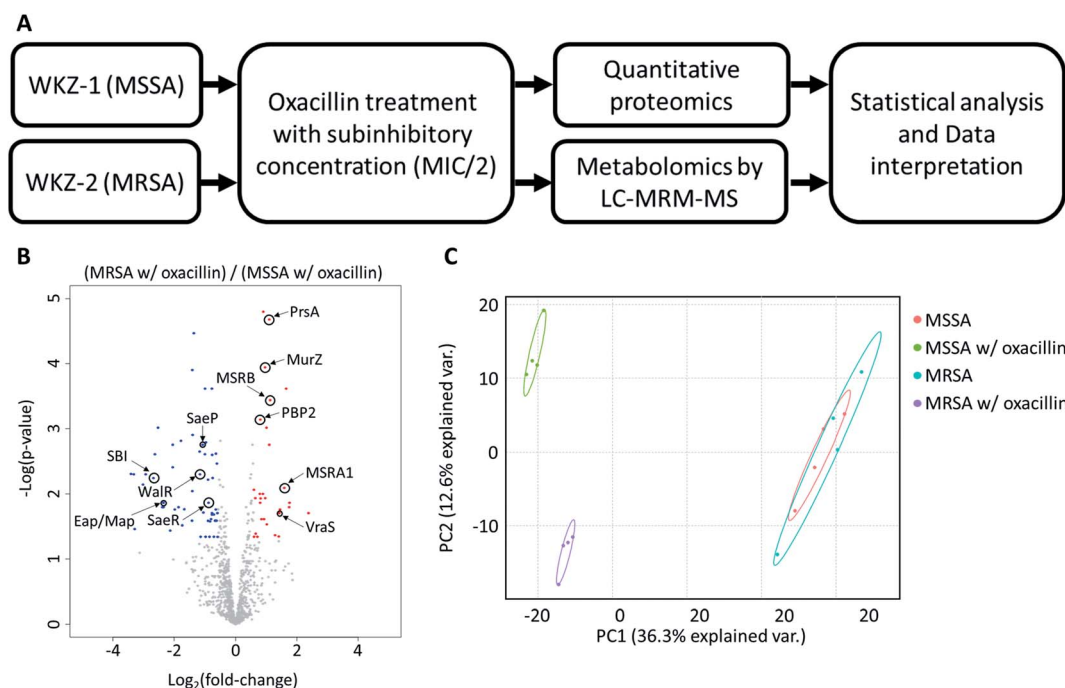 A
WKZ-1 (MSSA)
WKZ-2 (MRSA)
Oxacillin treatment
with subinhibitory
concentration (MIC/2)
Quantitative
proteomics
Metabolomics by
LC-MRM-MS
Statistical analysis
and Data
interpretation
B
(MRSA w/ oxacillin) / (MSSA w/ oxacillin)
-Log(p-value)
5
4
3
2
1
0
PrsA
MurZ
MSRB
PBP2
SaeP
SBI
MSRA1
WalR
Eap/Map
SaeR
VraS
-4
-2
0
2
4
Log2(fold-change)
C
PC2 (12.6% explained var.)
20
10
0
-10
-20
0
20
20
20
PC1 (36.3% explained var.)
MSSA
MSSA w/ oxacillin
MRSA
MRSA w/ oxacillin